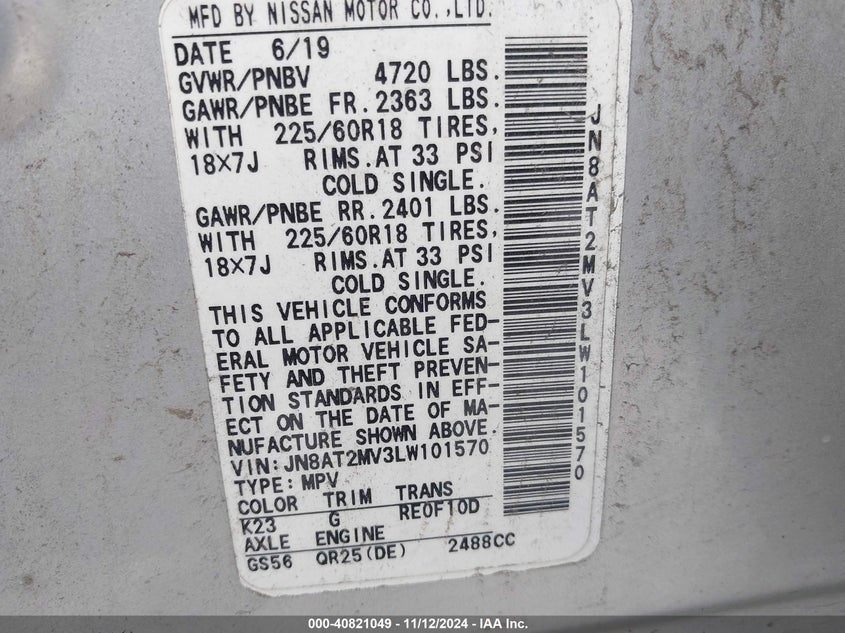 MFD BY NISSAN MOTOR CO.,LTD.
DATE 6/19
GVWR/PNBV 4720 LBS.
GAWR/PNBE FR. 2363 LBS.
WITH 225/60R18 TIRES,
18X7J RIMS.AT 33 PSI
COLD SINGLE.
GAWR/PNBE RR. 2401 LBS.
WITH 225/60R18 TIRES,
18X7J RIMS.AT 33 PSI
COLD SINGLE.
THIS VEHICLE CONFORMS
TO ALL APPLICABLE FED-
ERAL MOTOR VEHICLE SA-
FETY AND THEFT PREVEN-
TION STANDARDS IN EFF-
ECT ON THE DATE OF MA-
NUFACTURE SHOWN ABOVE.
VIN:JN8AT2MV3LW101570
TYPE:MPV
COLOR TRIM TRANS
K23 G RE0F10D
AXLE ENGINE
GS56 QR25(DE) 2488CC
JN8AT2MV3LW101570
000-40821049 - 11/12/2024 - IAA Inc.